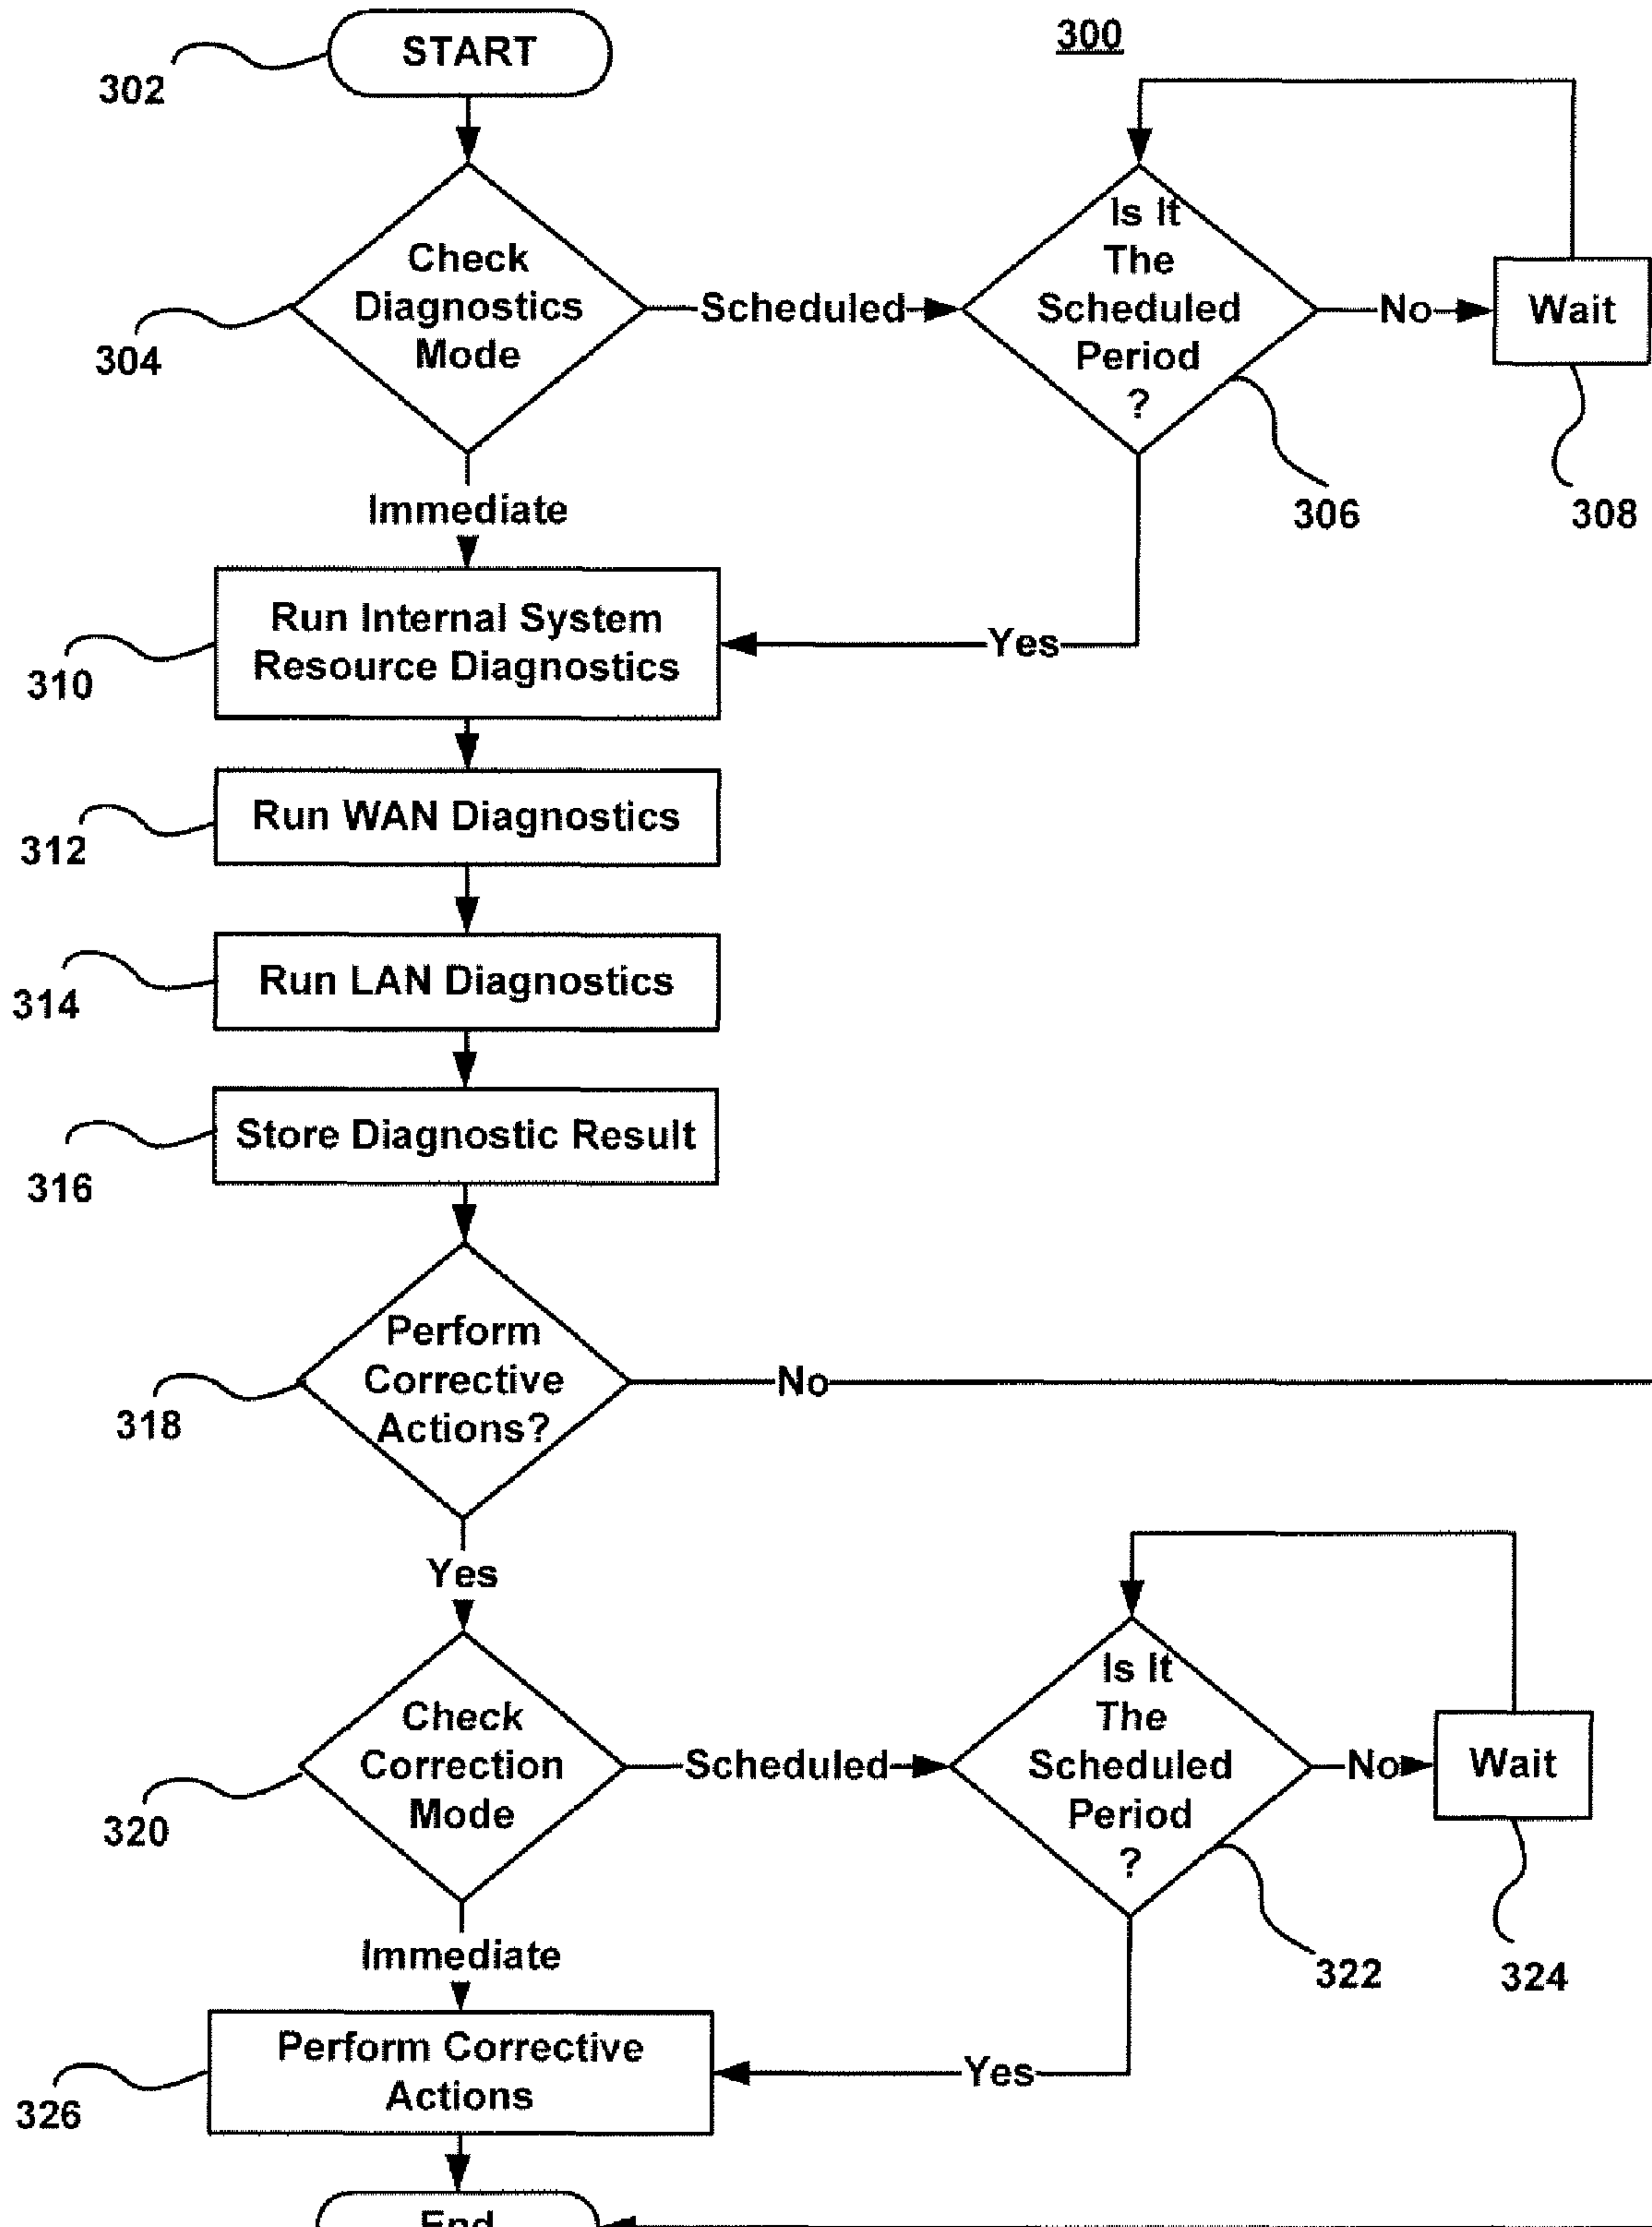 300
START
302
Check
Diagnostics
Mode
304
Scheduled
Is It
The
Scheduled
Period
?
306
No
Wait
308
Immediate
Yes
Run Internal System
Resource Diagnostics
310
Run WAN Diagnostics
312
Run LAN Diagnostics
314
Store Diagnostic Result
316
Perform
Corrective
Actions?
318
No
Yes
Check
Correction
Mode
320
Scheduled
Is It
The
Scheduled
Period
?
322
No
Wait
324
Immediate
Yes
Perform Corrective
Actions
326
End